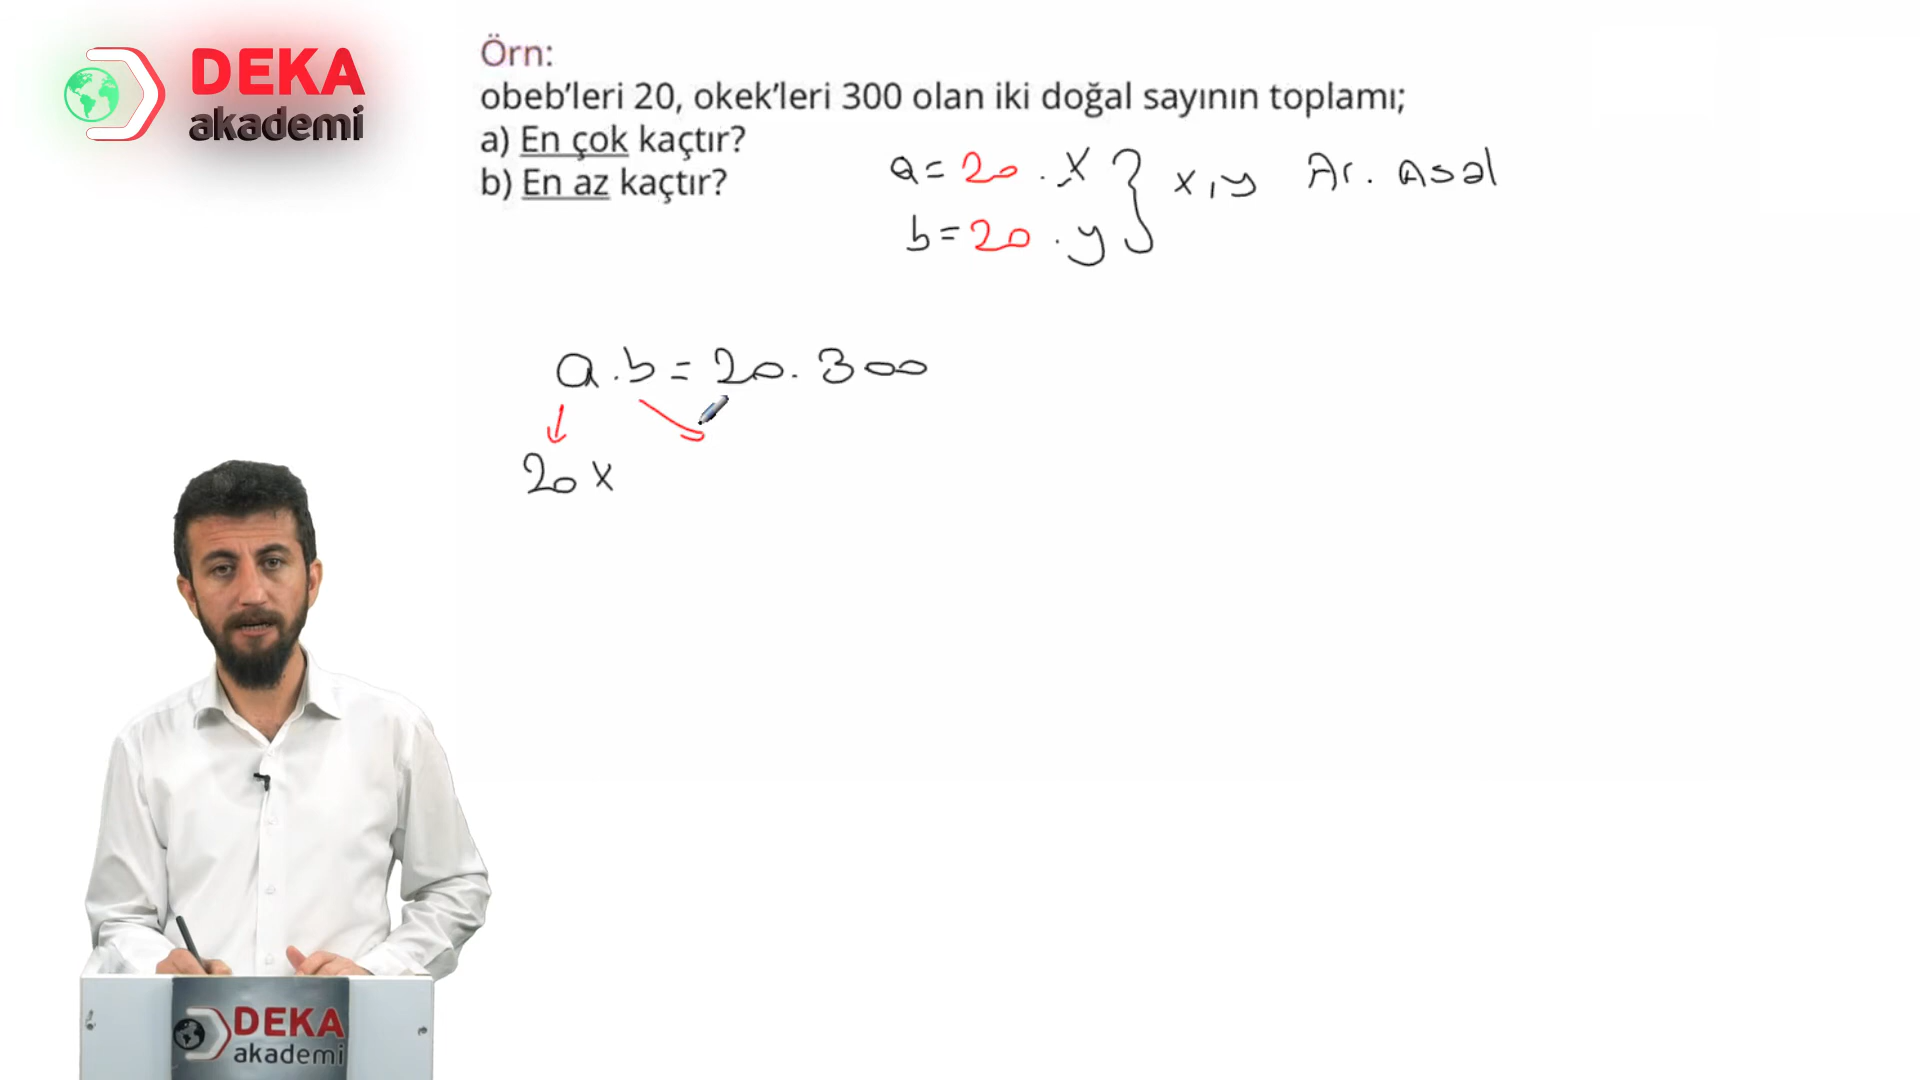 DEKA
akademi
Örn:
obeb'leri 20, okek'leri 300 olan iki doğal sayının toplamı;
a) En çok kaçtır?
b) En az kaçtır?
a = 20 . x } x, y Ar. Asal
b = 20 . y
a . b = 20 . 300
20 x
DEKA
akademi